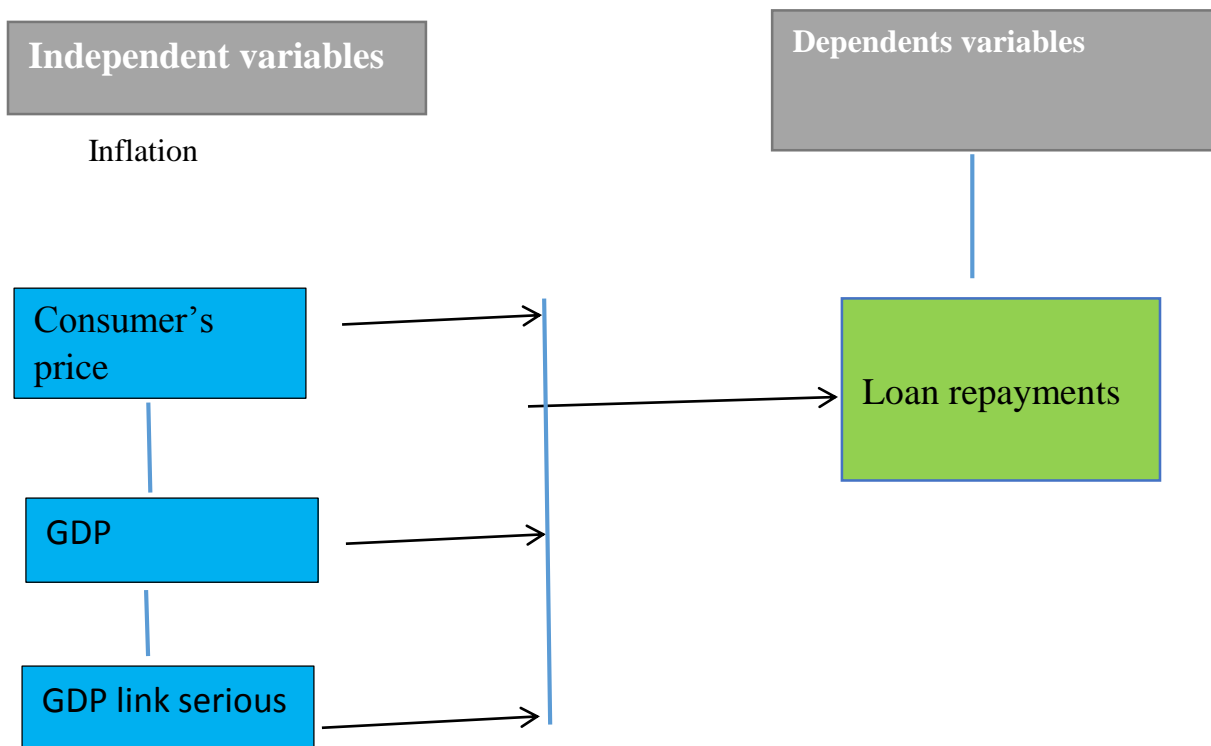 Independent variables
Dependents variables
Inflation
Consumer’s
price
Loan repayments
GDP
GDP link serious